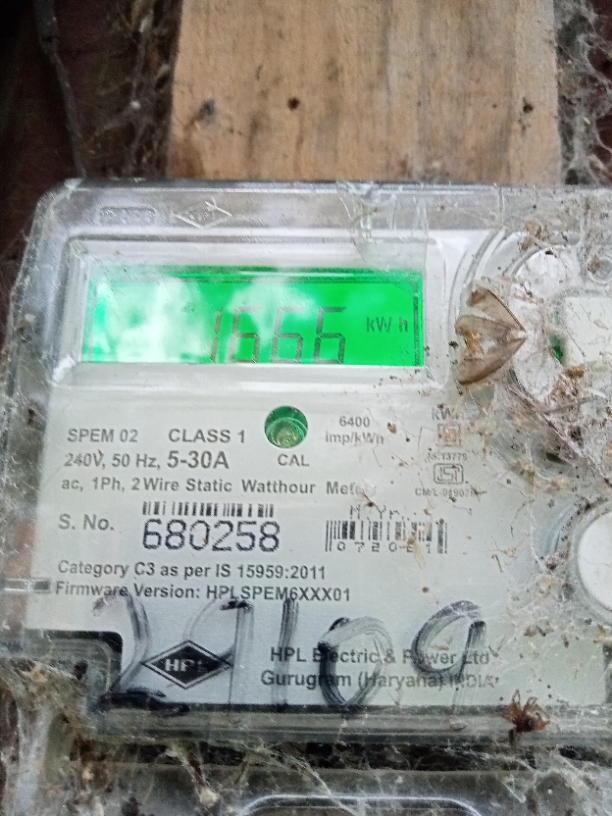 1666 kWh
SPEM 02 CLASS 1
6400 imp/kWh
240V, 50 Hz, 5-30A
CAL
ac, 1Ph, 2 Wire Static Watthour Meter
S. No. 680258
Category C3 as per IS 15959:2011
Firmware Version: HPLSPEM6XXX01
HPL
HPL Electric & Power Ltd
Gurugram (Haryana) INDIA